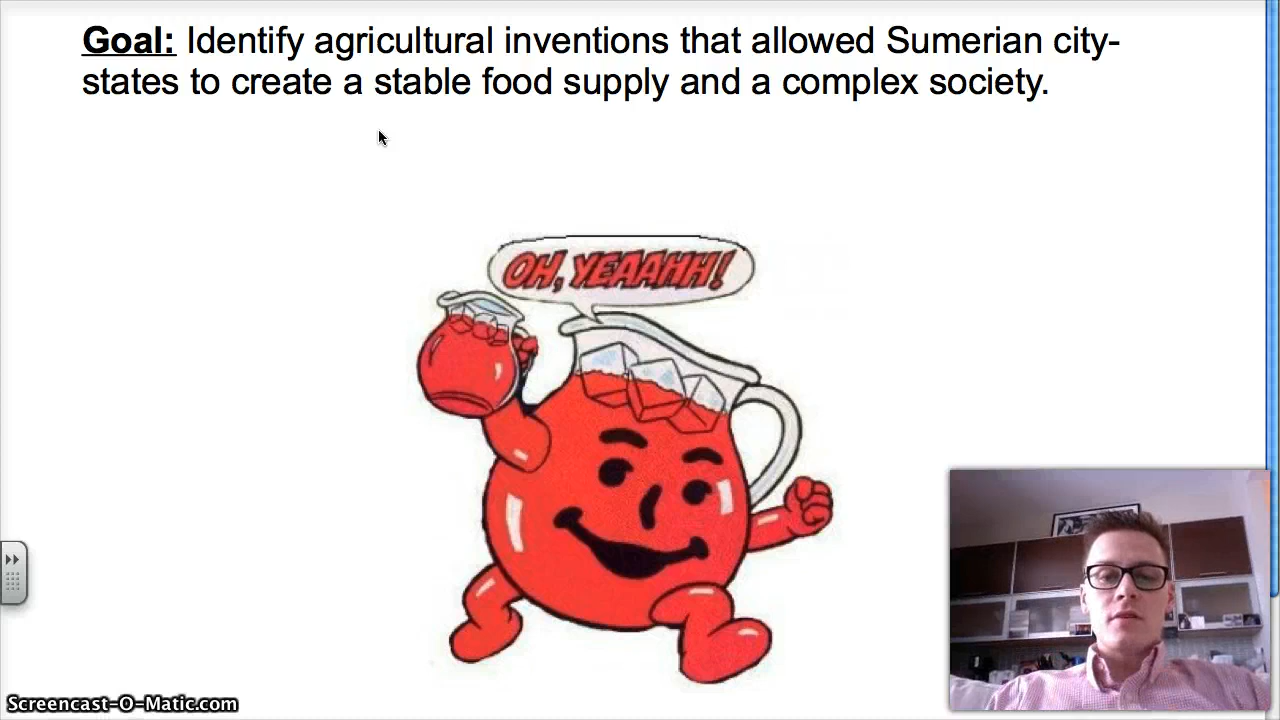 Goal: Identify agricultural inventions that allowed Sumerian city-
states to create a stable food supply and a complex society.
OH, YEAAHH!
Screencast-O-Matic.com